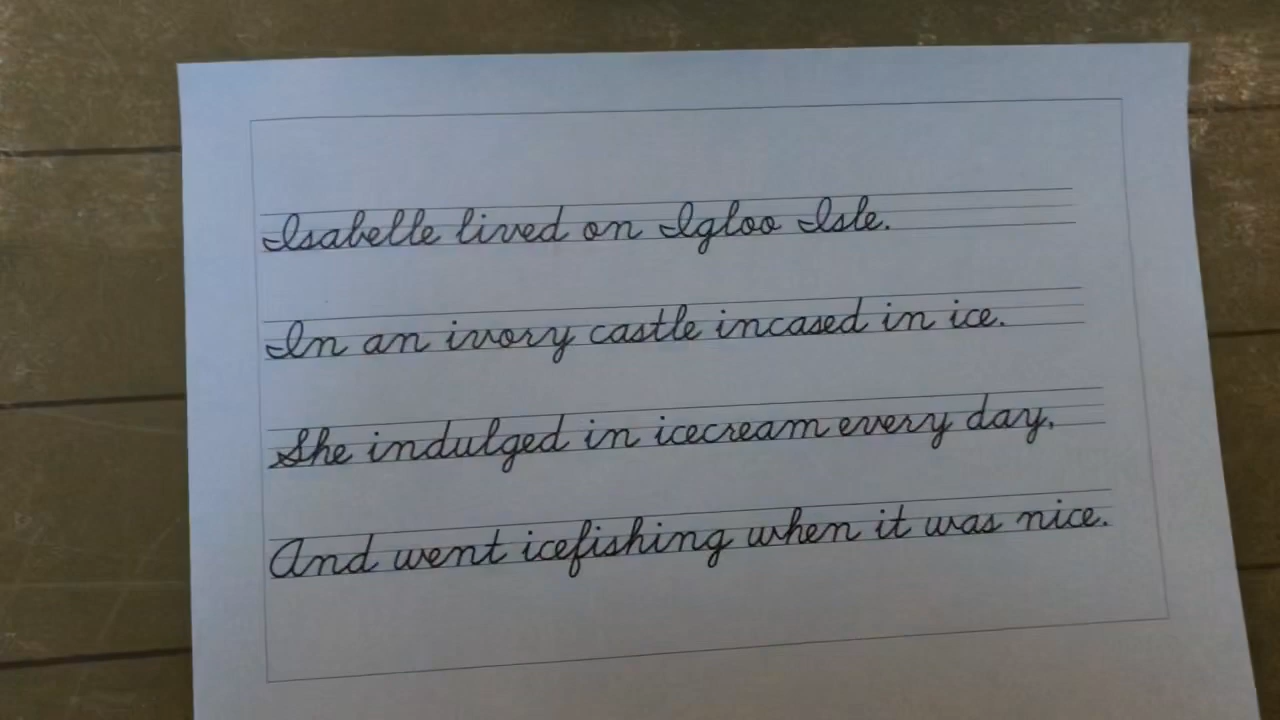 Isabelle lived on Igloo Isle.
In an ivory castle incased in ice.
She indulged in icecream every day.
And went icefishing when it was nice.